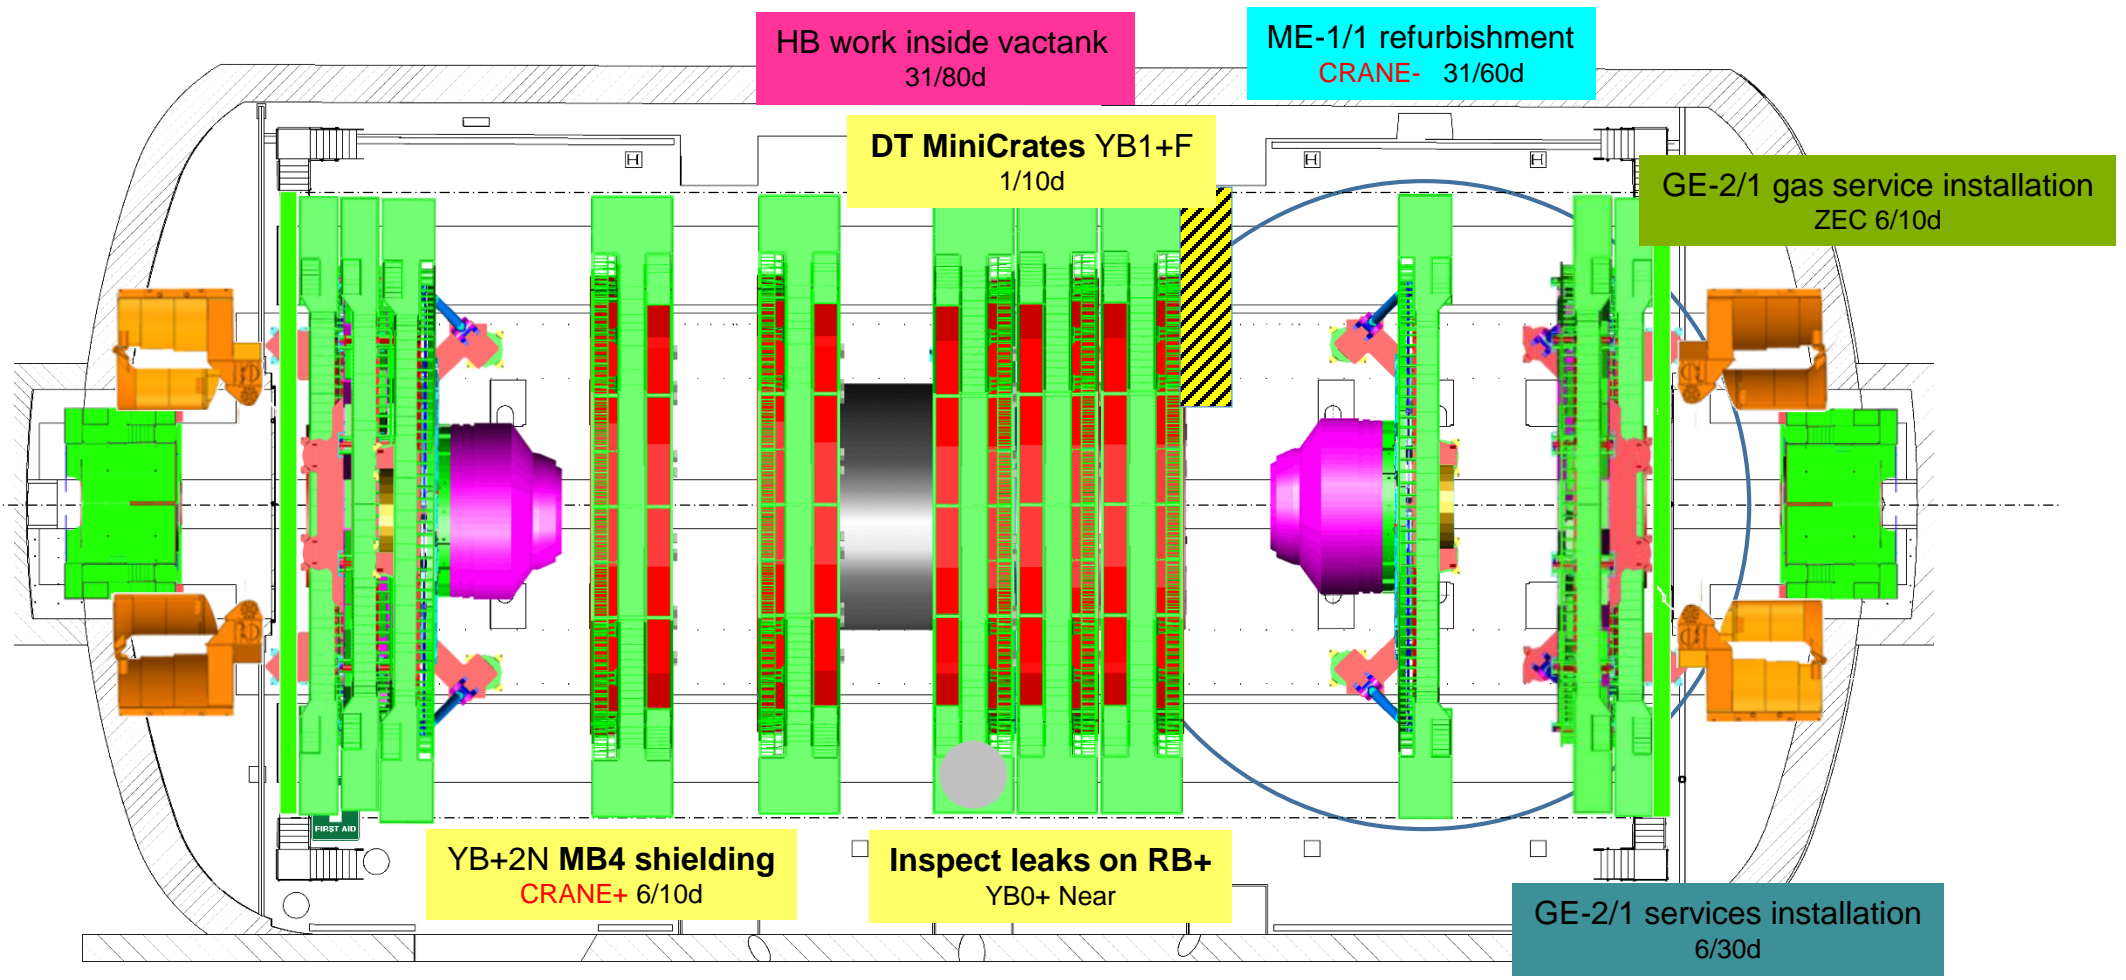 HB work inside vactank
31/80d
ME-1/1 refurbishment
CRANE- 31/60d
DT MiniCrates YB1+F
1/10d
H
H
H
GE-2/1 gas service installation
ZEC 6/10d
FIRST AID
YB+2N MB4 shielding
CRANE+ 6/10d
Inspect leaks on RB+
YB0+ Near
GE-2/1 services installation
6/30d